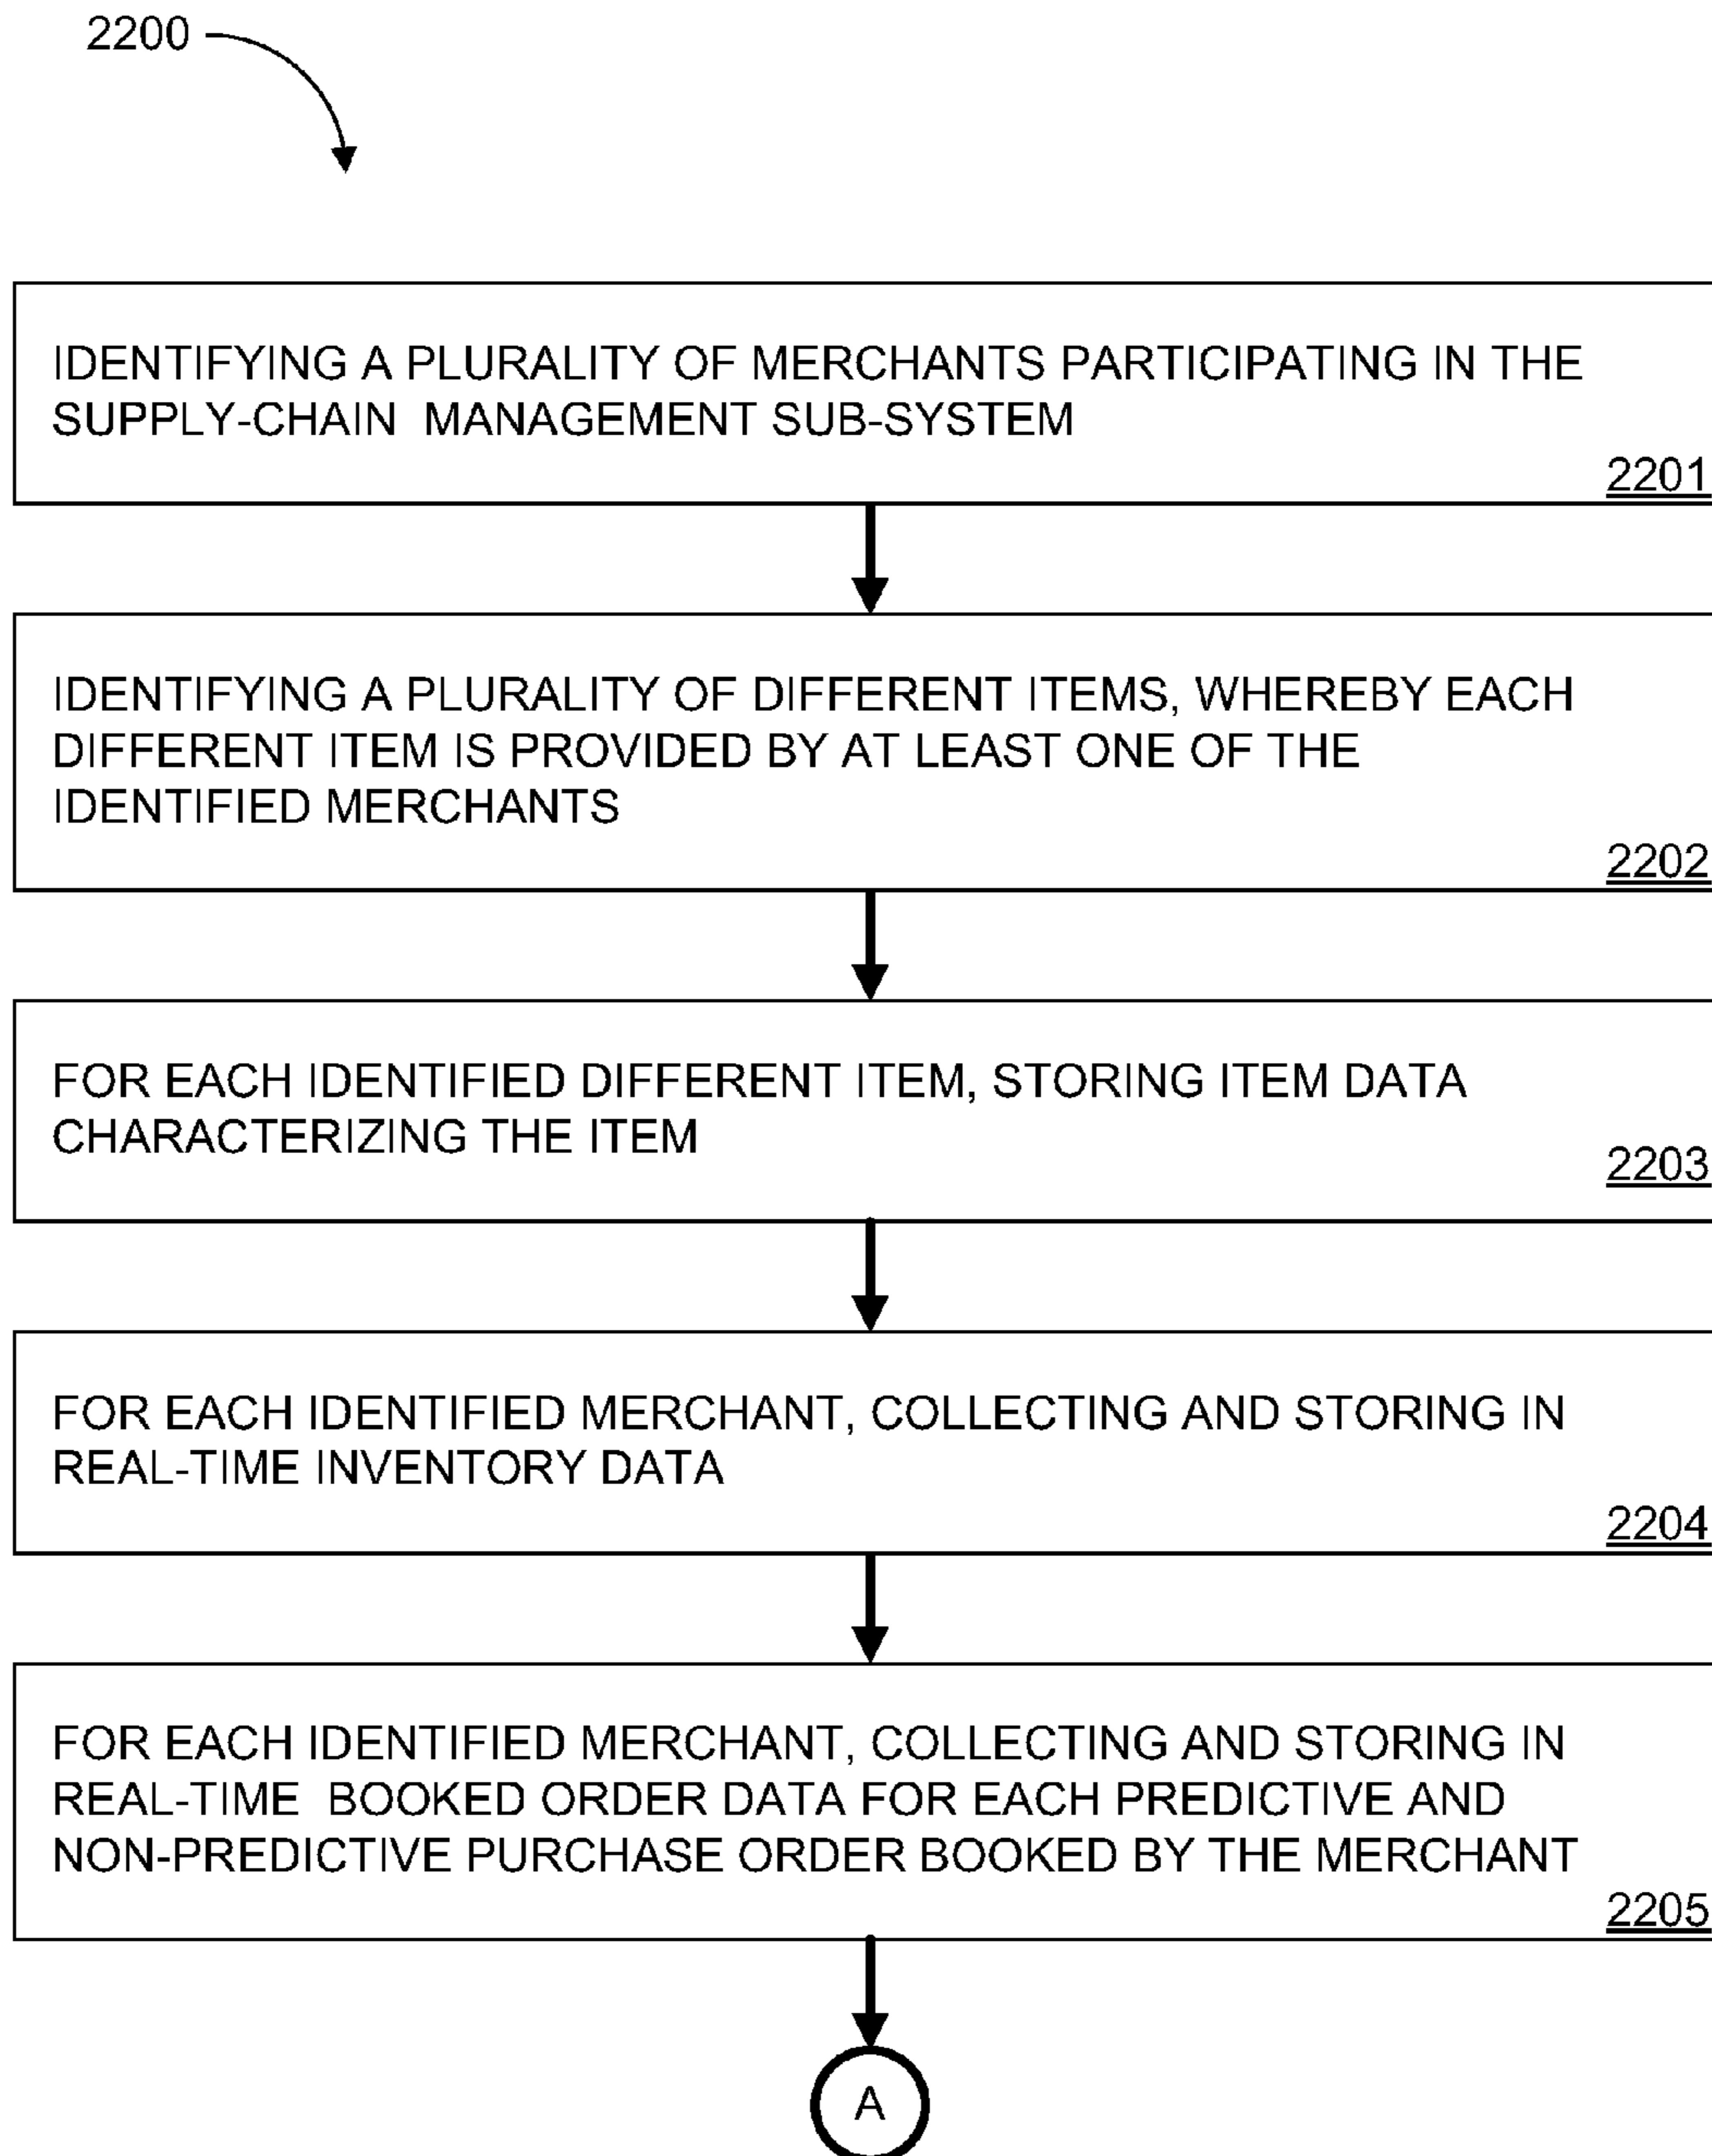 2200
IDENTIFYING A PLURALITY OF MERCHANTS PARTICIPATING IN THE
SUPPLY-CHAIN  MANAGEMENT SUB-SYSTEM
2201
IDENTIFYING A PLURALITY OF DIFFERENT ITEMS, WHEREBY EACH
DIFFERENT ITEM IS PROVIDED BY AT LEAST ONE OF THE
IDENTIFIED MERCHANTS
2202
FOR EACH IDENTIFIED DIFFERENT ITEM, STORING ITEM DATA
CHARACTERIZING THE ITEM
2203
FOR EACH IDENTIFIED MERCHANT, COLLECTING AND STORING IN
REAL-TIME INVENTORY DATA
2204
FOR EACH IDENTIFIED MERCHANT, COLLECTING AND STORING IN
REAL-TIME  BOOKED ORDER DATA FOR EACH PREDICTIVE AND
NON-PREDICTIVE PURCHASE ORDER BOOKED BY THE MERCHANT
2205
A